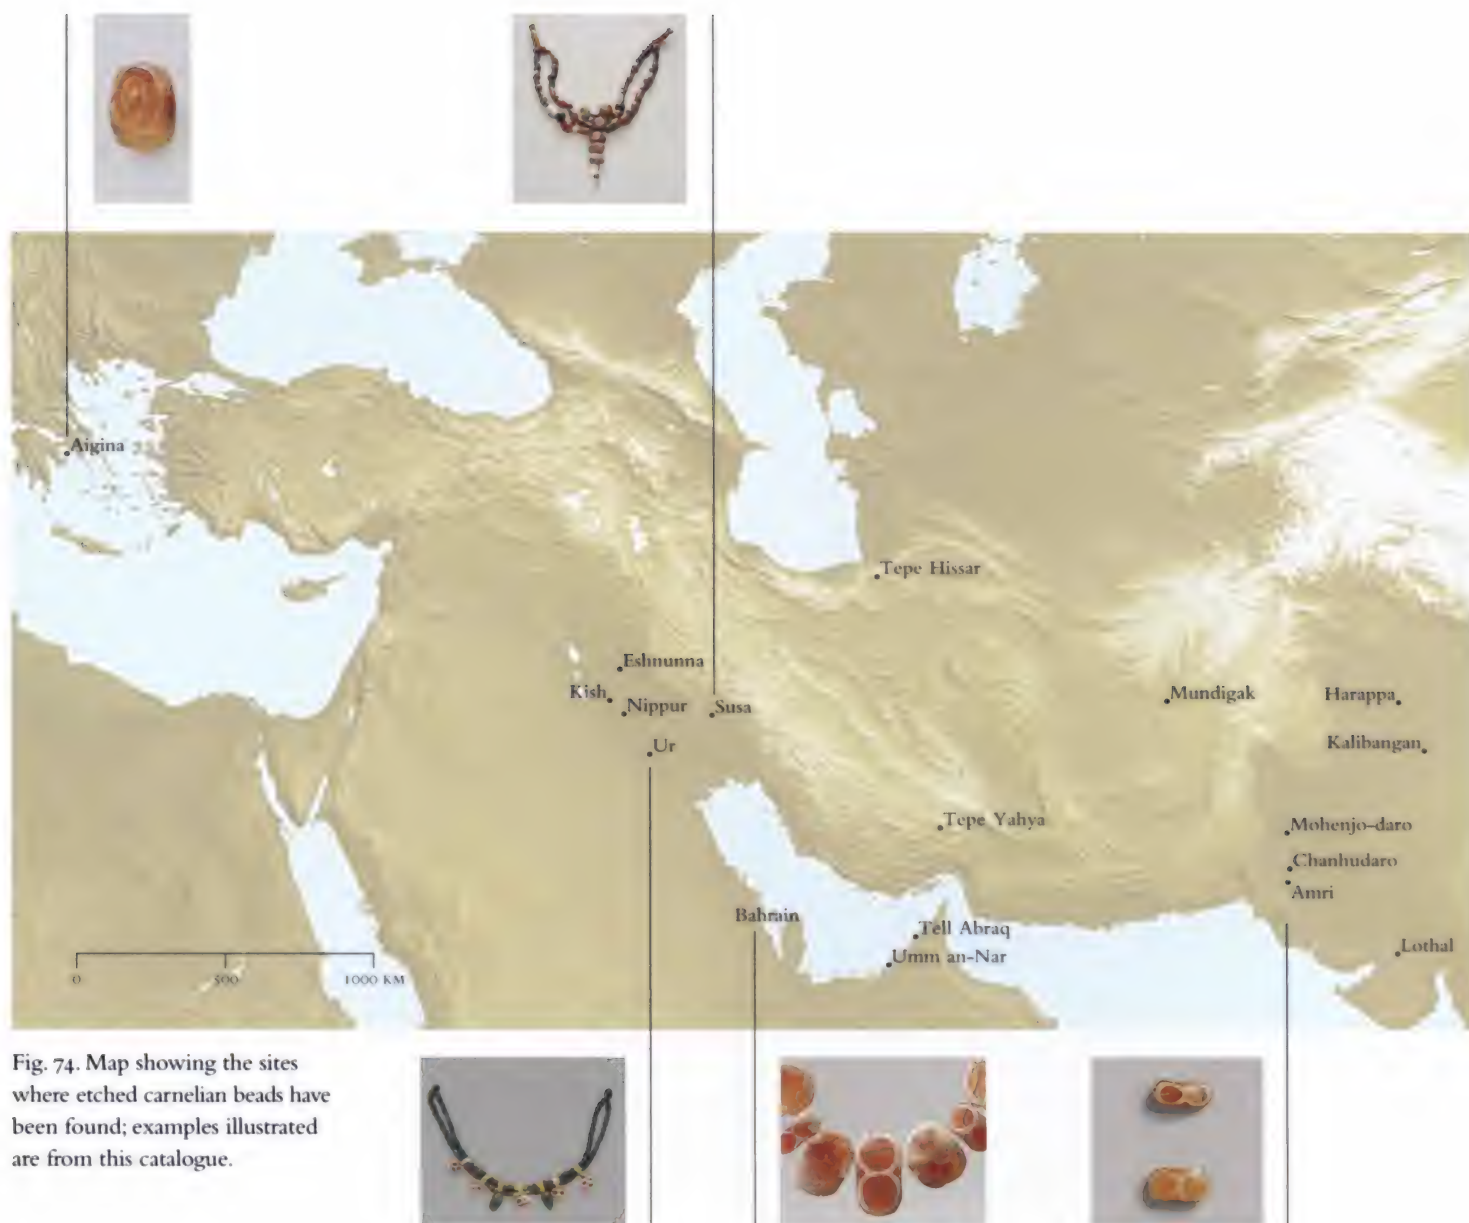 Aigina
Tepe Hissar
Eshnunna
Kish
Nippur
Susa
Mundigak
Harappa
Ur
Kalibangan
Tepe Yahya
Mohenjo-daro
Chanhudaro
Amri
Bahrain
Tell Abraq
Umm an-Nar
Lothal
0 500 1000 KM
Fig. 74. Map showing the sites
where etched carnelian beads have
been found; examples illustrated
are from this catalogue.